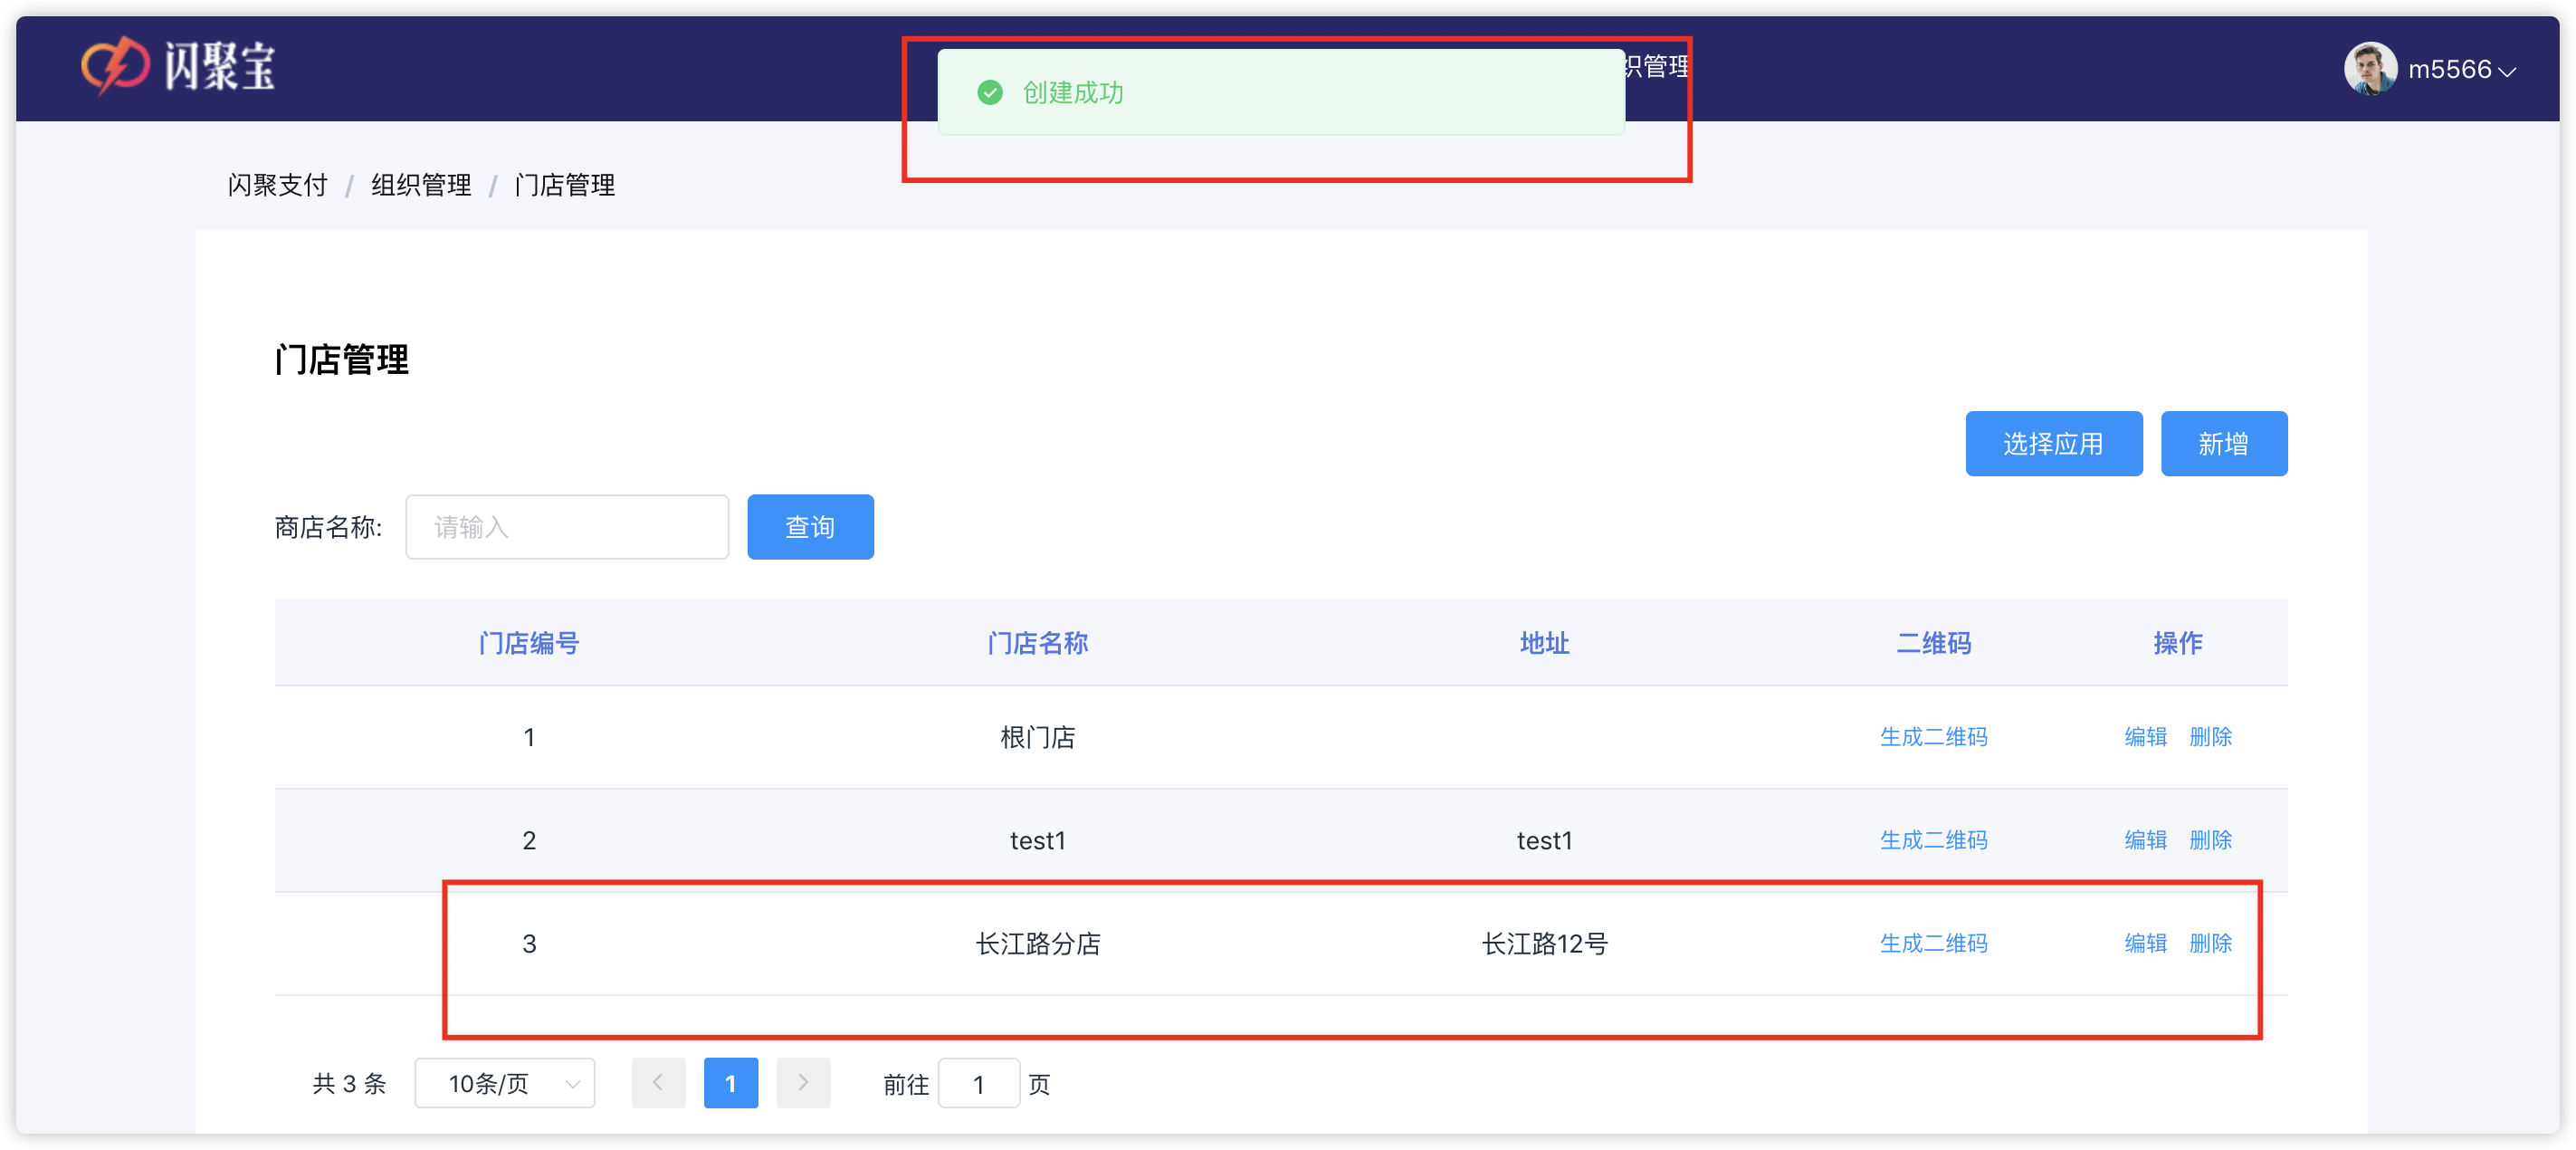 闪聚宝
创建成功
织管理
m5566
闪聚支付 / 组织管理 / 门店管理
门店管理
选择应用 新增
商店名称: 请输入 查询
门店编号 门店名称 地址 二维码 操作
1 根门店 生成二维码 编辑 删除
2 test1 test1 生成二维码 编辑 删除
3 长江路分店 长江路12号 生成二维码 编辑 删除
共 3 条 10条/页 1 前往 1 页